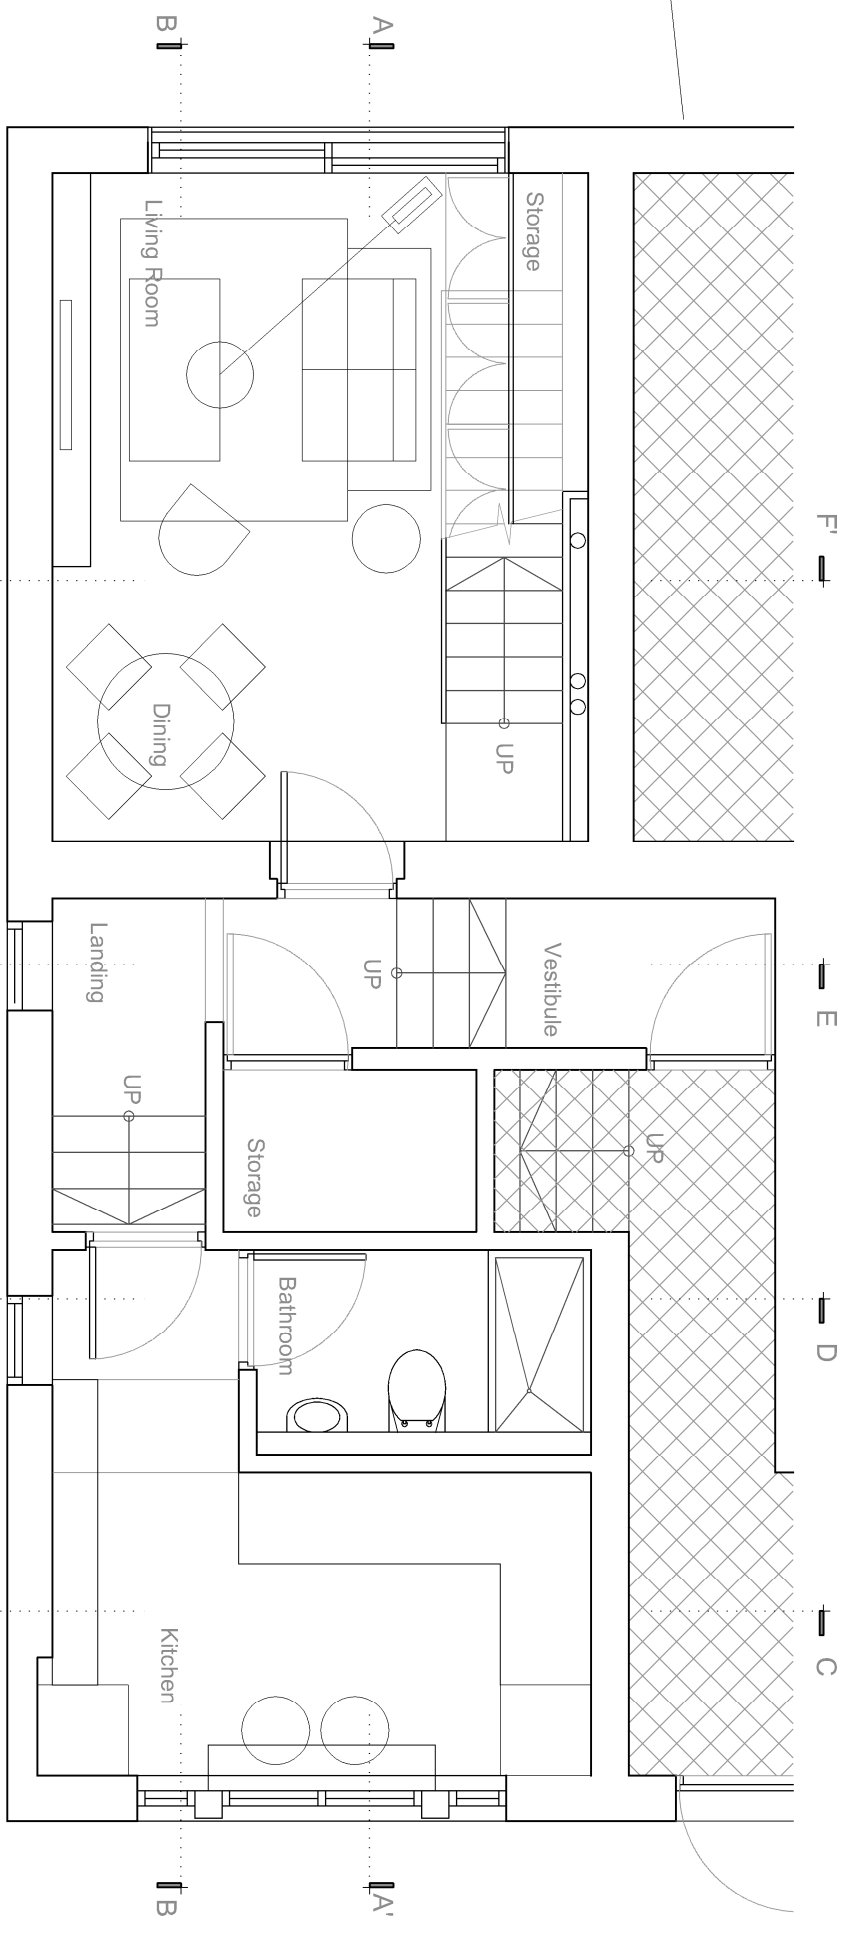 B
A
Storage
Living Room
F'
Dining
UP
Landing
UP
Vestibule
E
UP
UP
Storage
Bathroom
D
Kitchen
C
B
A'